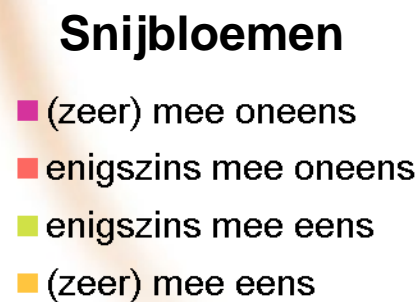 Snijbloemen
(zeer) mee oneens
enigszins mee oneens
enigszins mee eens
(zeer) mee eens